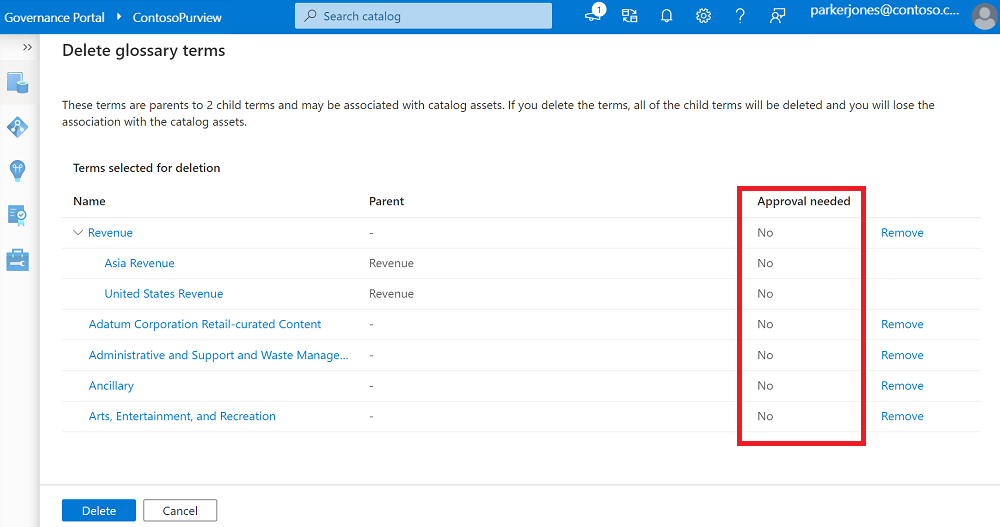 Governance Portal ContosoPurview Search catalog 1 parkerjones@contoso.c...
Delete glossary terms
These terms are parents to 2 child terms and may be associated with catalog assets. If you delete the terms, all of the child terms will be deleted and you will lose the
association with the catalog assets.
Terms selected for deletion
Name Parent Approval needed
Revenue - No Remove
Asia Revenue Revenue No
United States Revenue Revenue No
Adatum Corporation Retail-curated Content - No Remove
Administrative and Support and Waste Manage... - No Remove
Ancillary - No Remove
Arts, Entertainment, and Recreation - No Remove
Delete Cancel